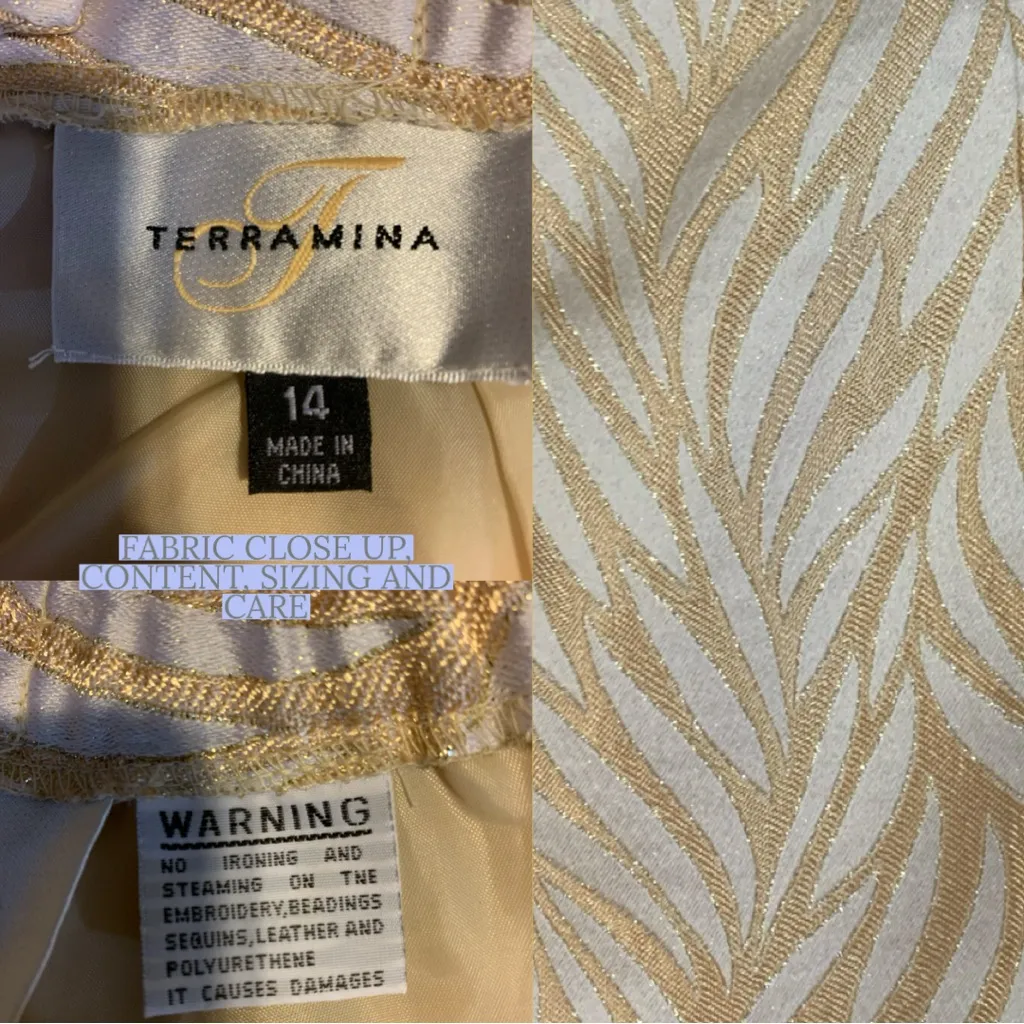 T
TERRAMINA
14
MADE IN
CHINA
FABRIC CLOSE UP,
CONTENT, SIZING AND
CARE
WARNING
NO IRONING AND
STEAMING ON TNE
EMBROIDERY,BEADINGS
SEQUINS,LEATHER AND
POLYURETHENE
IT CAUSES DAMAGES